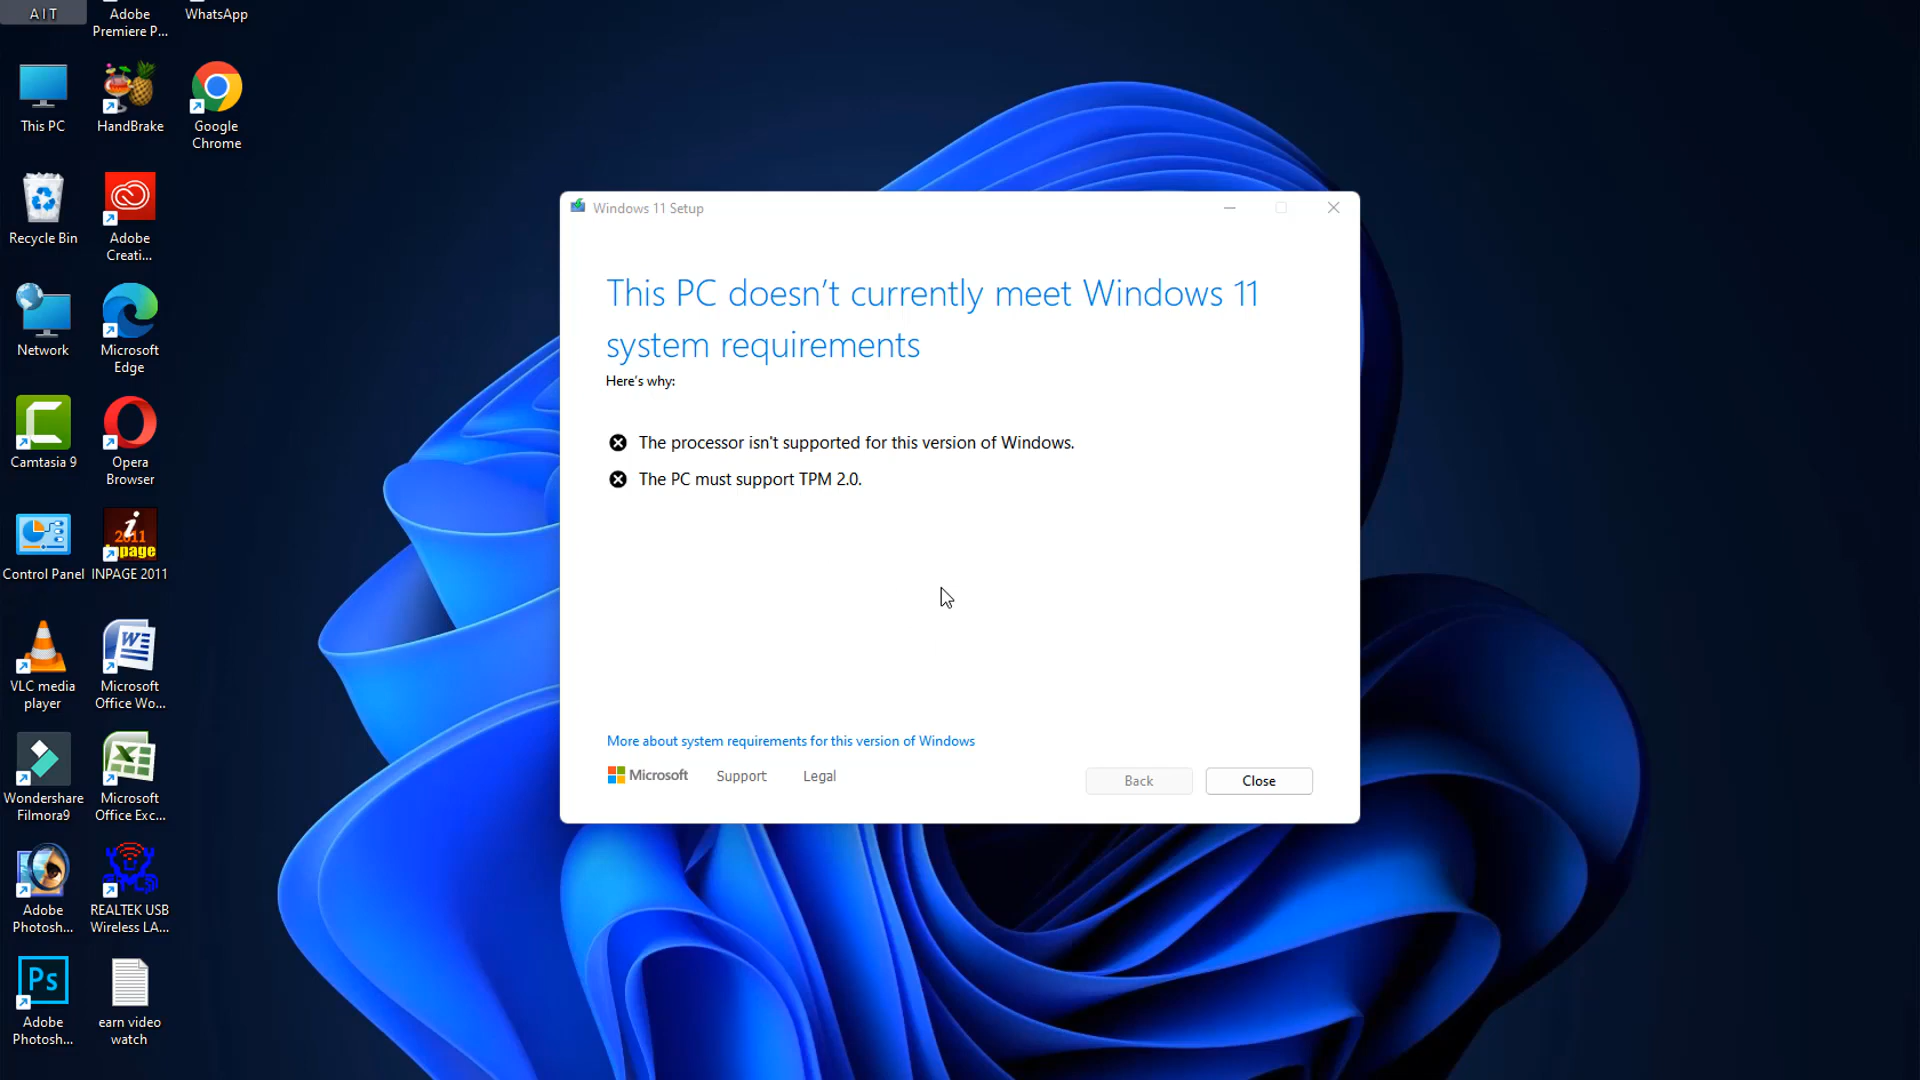 A I T
Adobe
Premiere P...
WhatsApp
This PC
HandBrake
Google
Chrome
Recycle Bin
Adobe
Creati...
Network
Microsoft
Edge
Camtasia 9
Opera
Browser
Control Panel
i
2011
inpage
INPAGE 2011
VLC media
player
W
Microsoft
Office Wo...
Wondershare
Filmora9
X
Microsoft
Office Exc...
Adobe
Photosh...
REALTEK USB
Wireless LA...
Ps
Adobe
Photosh...
earn video
watch
Windows 11 Setup
This PC doesn’t currently meet Windows 11
system requirements
Here's why:
The processor isn't supported for this version of Windows.
The PC must support TPM 2.0.
More about system requirements for this version of Windows
Microsoft
Support
Legal
Back
Close